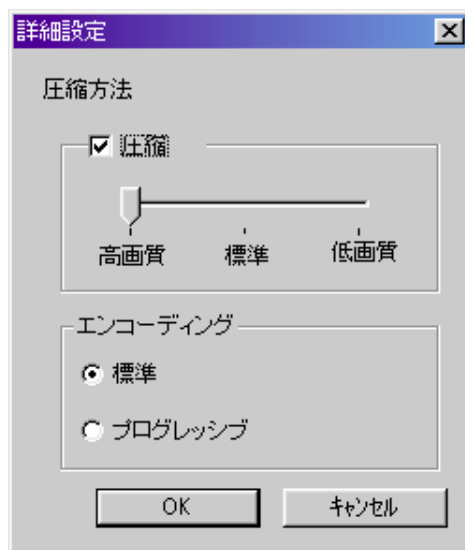 詳細設定
圧縮方法
圧縮
高画質 標準 低画質
エンコーディング
標準
プログレッシブ
OK キャンセル